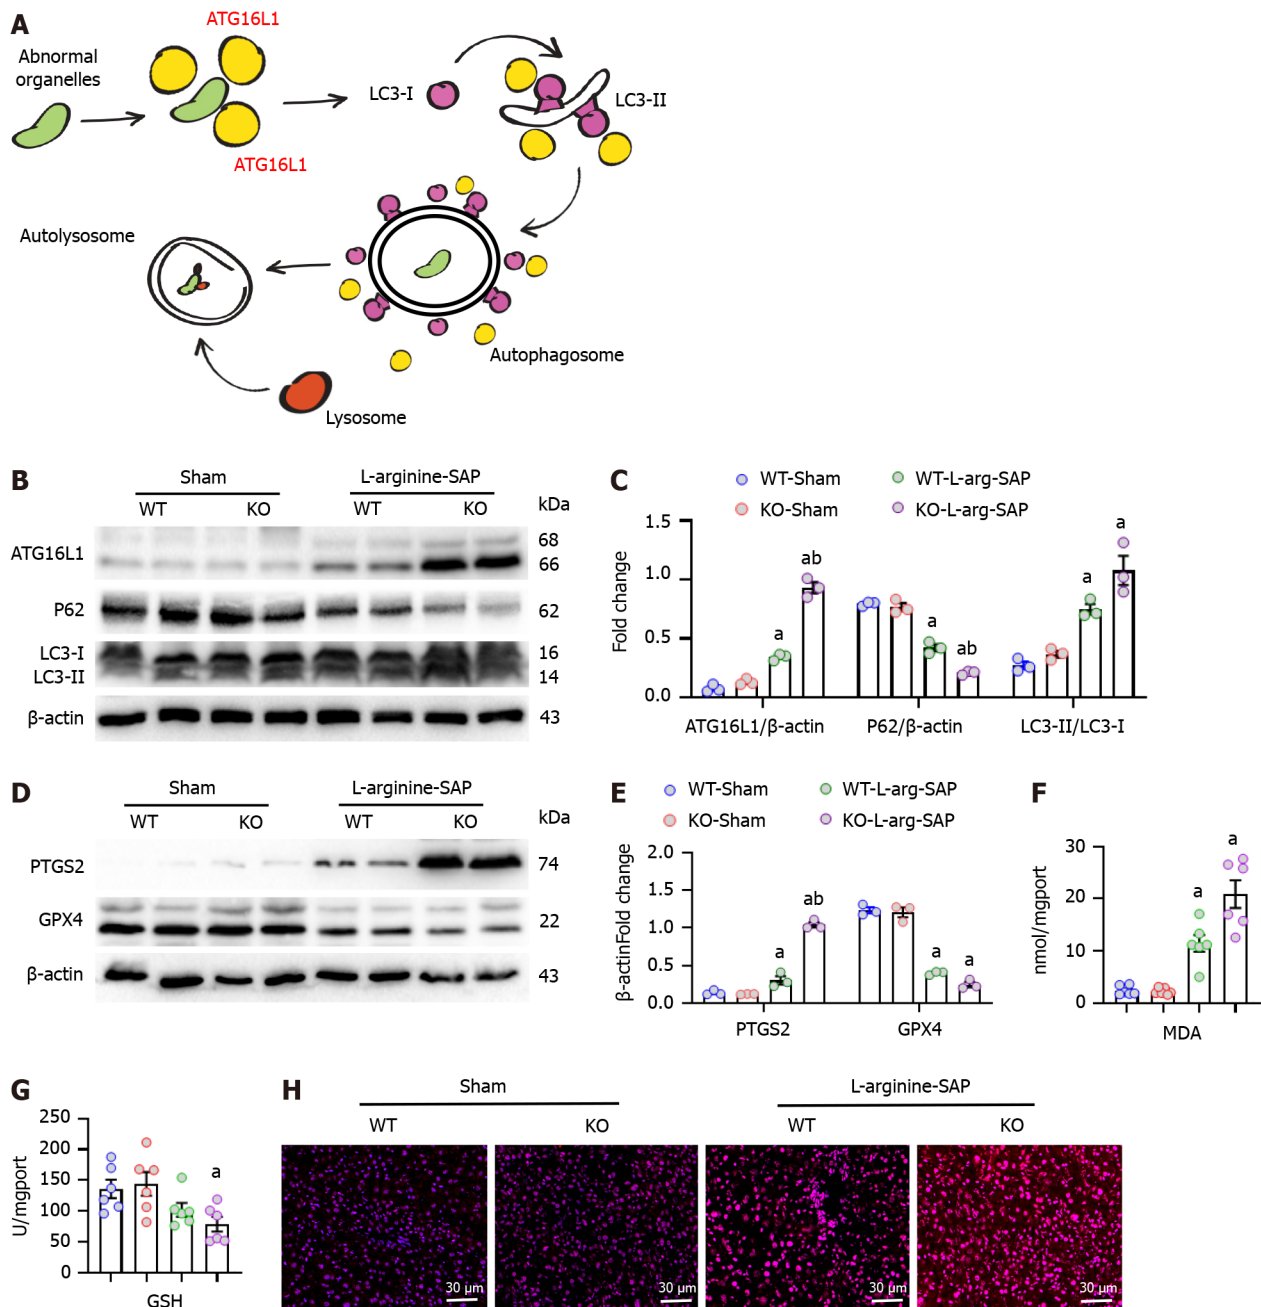 A
ATG16L1
Abnormal
organelles
ATG16L1
LC3-I
LC3-II
Autolysosome
Autophagosome
Lysosome
B
Sham
L-arginine-SAP
WT
KO
WT
KO
kDa
ATG16L1
68
66
P62
62
LC3-I
16
LC3-II
14
β-actin
43
C
WT-Sham
WT-L-arg-SAP
KO-Sham
KO-L-arg-SAP
Fold change
1.5
1.0
0.5
0.0
a
ab
a
ab
a
a
ATG16L1/β-actin
P62/β-actin
LC3-II/LC3-I
D
Sham
L-arginine-SAP
WT
KO
WT
KO
kDa
PTGS2
74
GPX4
22
β-actin
43
E
WT-Sham
WT-L-arg-SAP
KO-Sham
KO-L-arg-SAP
β-actinFold change
2.0
1.5
1.0
0.5
0.0
a
ab
a
a
PTGS2
GPX4
F
nmol/mgport
30
20
10
0
a
a
MDA
G
U/mgport
250
200
150
100
50
0
a
GSH
H
Sham
L-arginine-SAP
WT
KO
WT
KO
30 μm
30 μm
30 μm
30 μm